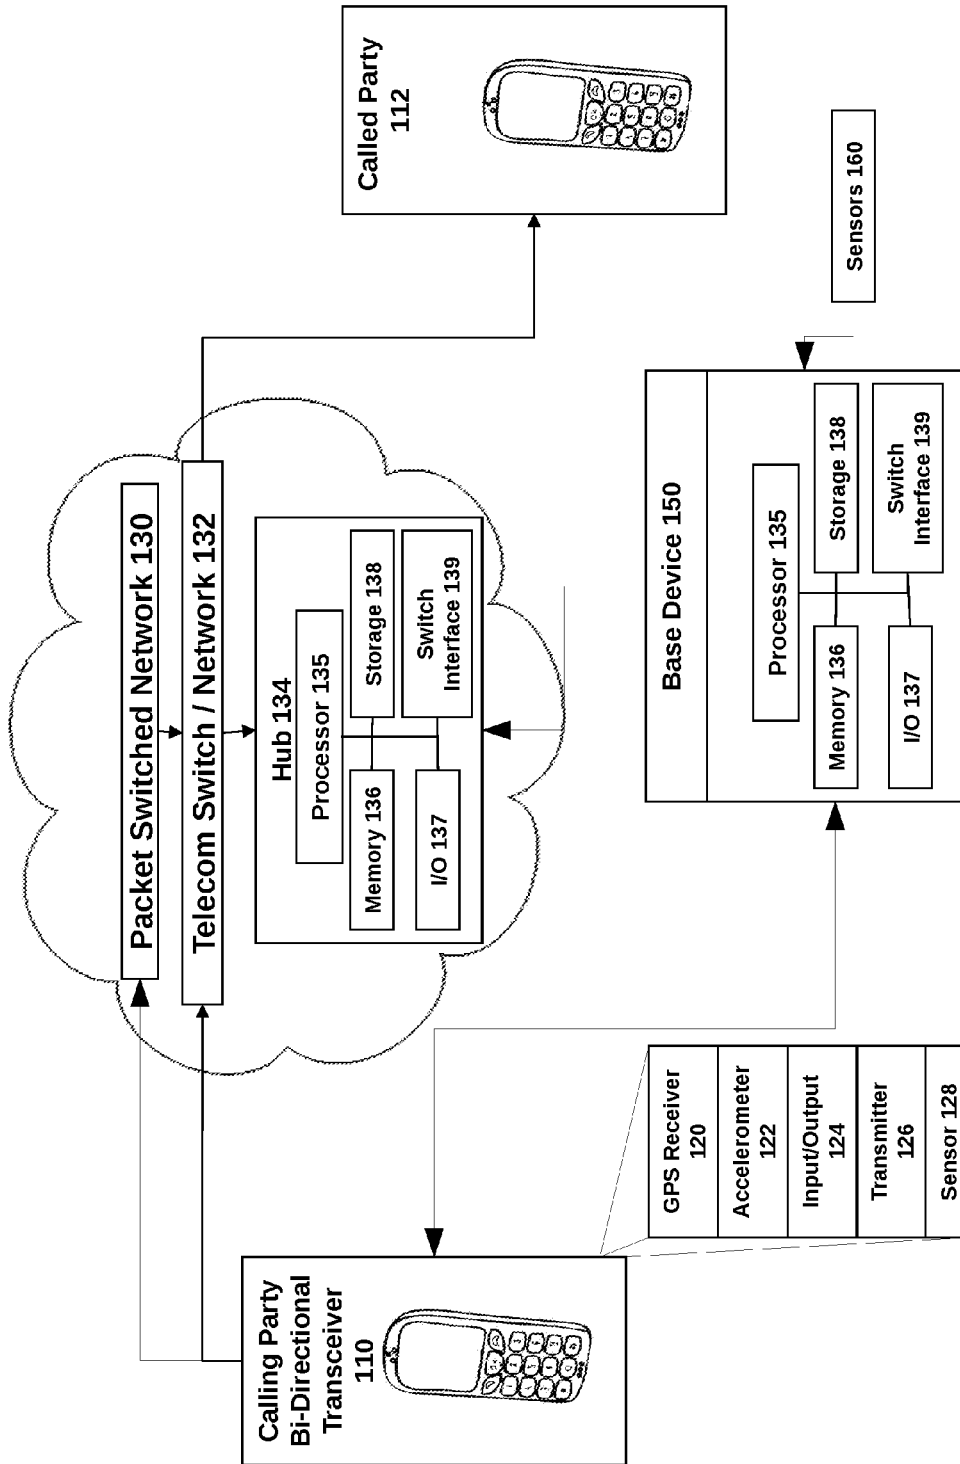 Calling Party
Bi-Directional
Transceiver
110
Packet Switched Network 130
Telecom Switch / Network 132
Hub 134
Processor 135
Memory 136
Storage 138
I/O 137
Switch
Interface 139
Called Party
112
GPS Receiver
120
Accelerometer
122
Input/Output
124
Transmitter
126
Sensor 128
Base Device 150
Processor 135
Memory 136
Storage 138
I/O 137
Switch
Interface 139
Sensors 160